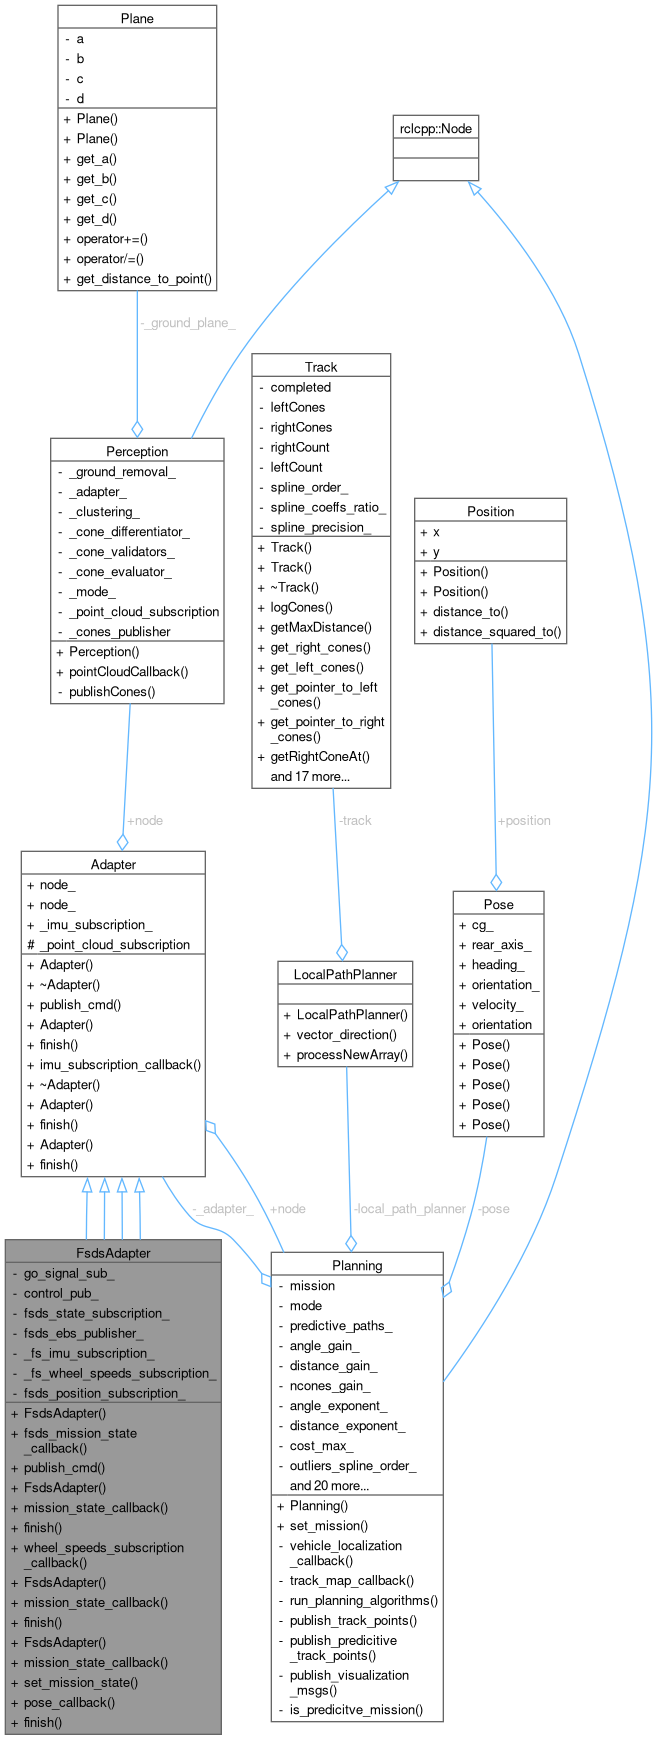 Plane
- a
- b
- c
- d
+ Plane()
+ Plane()
+ get_a()
+ get_b()
+ get_c()
+ get_d()
+ operator+=()
+ operator/=()
+ get_distance_to_point()
rclcpp::Node
-_ground_plane_
Track
- completed
- leftCones
- rightCones
- rightCount
- leftCount
- spline_order_
- spline_coeffs_ratio_
- spline_precision_
+ Track()
+ Track()
+ ~Track()
+ logCones()
+ getMaxDistance()
+ get_right_cones()
+ get_left_cones()
+ get_pointer_to_left
_cones()
+ get_pointer_to_right
_cones()
+ getRightConeAt()
and 17 more...
Perception
- _ground_removal_
- _adapter_
- _clustering_
- _cone_differentiator_
- _cone_validators_
- _cone_evaluator_
- _mode_
- _point_cloud_subscription
- _cones_publisher
+ Perception()
+ pointCloudCallback()
- publishCones()
Position
+ x
+ y
+ Position()
+ Position()
+ distance_to()
+ distance_squared_to()
+node
-track
+position
Adapter
+ node_
+ node_
+ _imu_subscription_
# _point_cloud_subscription
+ Adapter()
+ ~Adapter()
+ publish_cmd()
+ Adapter()
+ finish()
+ imu_subscription_callback()
+ ~Adapter()
+ Adapter()
+ finish()
+ Adapter()
+ finish()
Pose
+ cg_
+ rear_axis_
+ heading_
+ orientation_
+ velocity_
+ orientation
+ Pose()
+ Pose()
+ Pose()
+ Pose()
+ Pose()
LocalPathPlanner
+ LocalPathPlanner()
+ vector_direction()
+ processNewArray()
-_adapter_
+node
-local_path_planner
-pose
FsdsAdapter
- go_signal_sub_
- control_pub_
- fsds_state_subscription_
- fsds_ebs_publisher_
- _fs_imu_subscription_
- _fs_wheel_speeds_subscription_
- fsds_position_subscription_
+ FsdsAdapter()
+ fsds_mission_state
_callback()
+ publish_cmd()
+ FsdsAdapter()
+ mission_state_callback()
+ finish()
+ wheel_speeds_subscription
_callback()
+ FsdsAdapter()
+ mission_state_callback()
+ finish()
+ FsdsAdapter()
+ mission_state_callback()
+ set_mission_state()
+ pose_callback()
+ finish()
Planning
- mission
- mode
- predictive_paths_
- angle_gain_
- distance_gain_
- ncones_gain_
- angle_exponent_
- distance_exponent_
- cost_max_
- outliers_spline_order_
and 20 more...
+ Planning()
+ set_mission()
- vehicle_localization
_callback()
- track_map_callback()
- run_planning_algorithms()
- publish_track_points()
- publish_predicitive
_track_points()
- publish_visualization
_msgs()
- is_predicitve_mission()